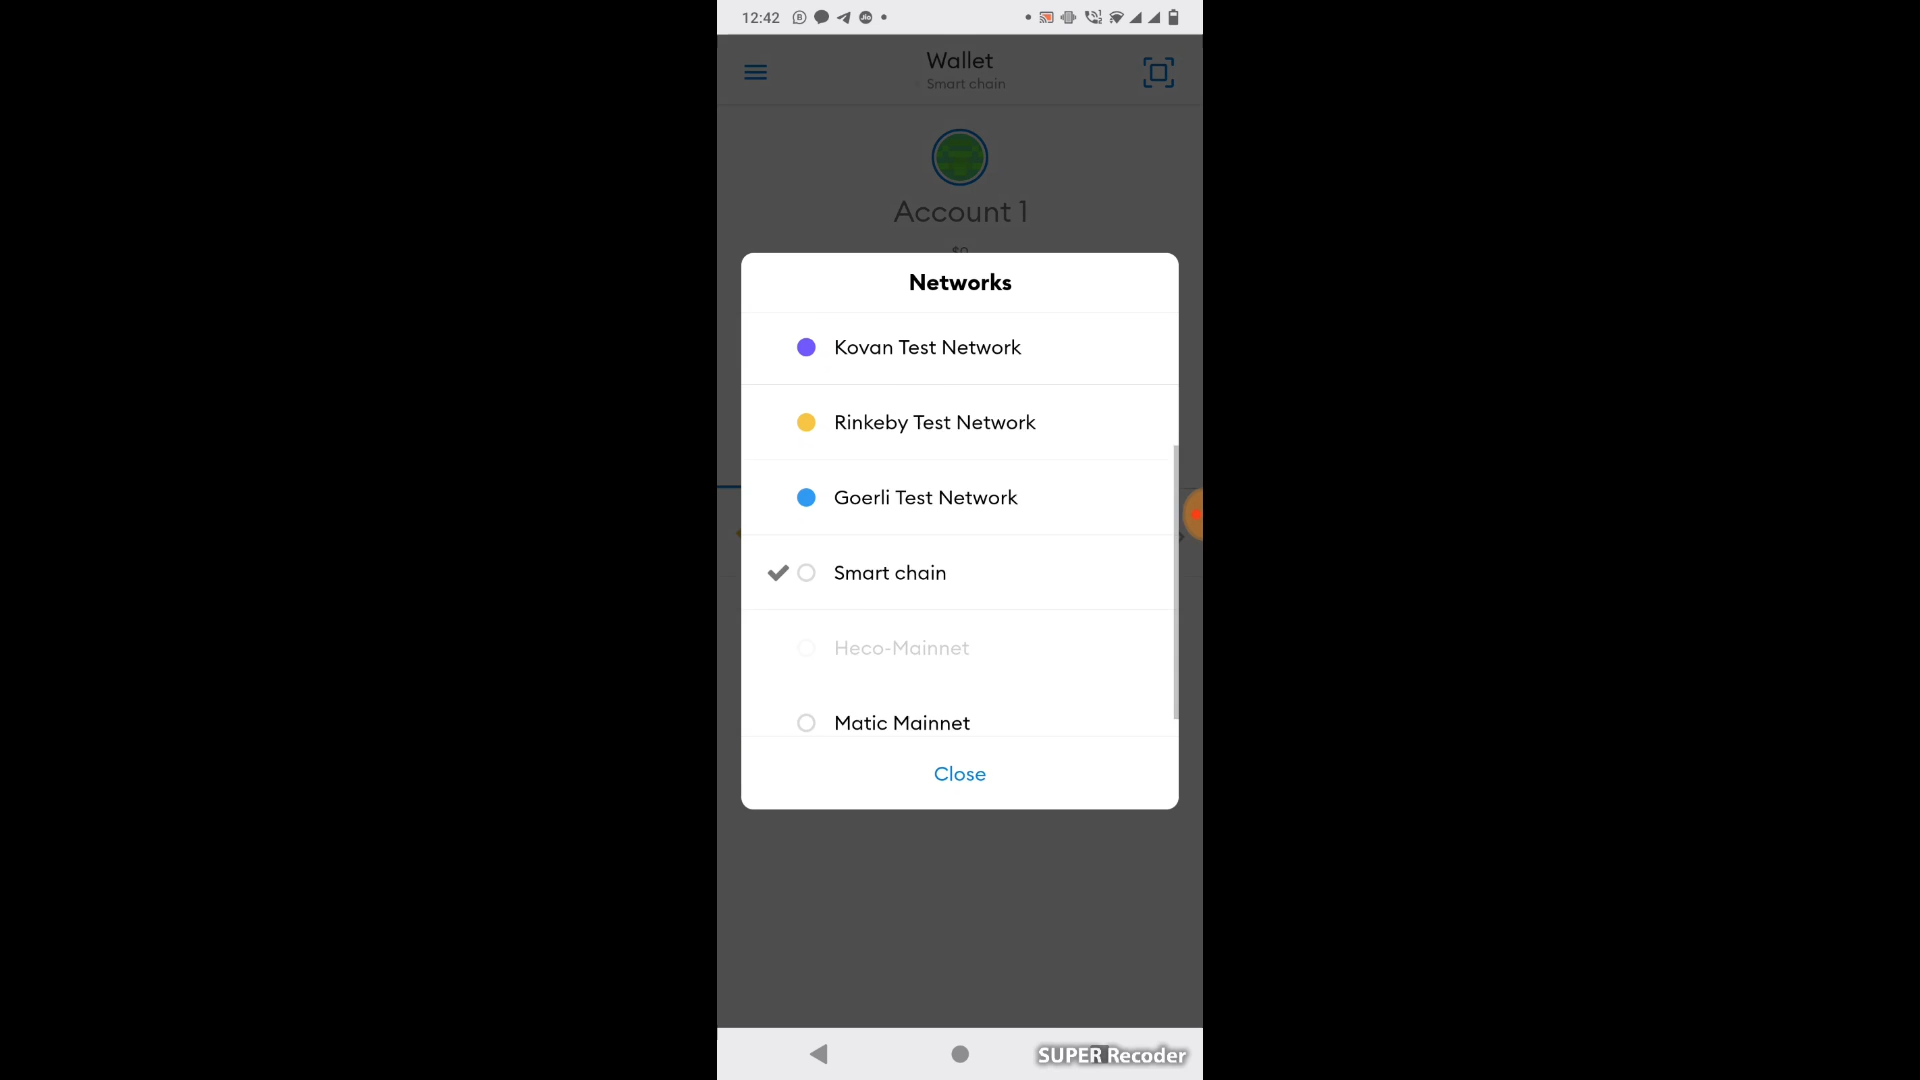 12:42
Wallet
Smart chain
Account 1
$0
Networks
Kovan Test Network
Rinkeby Test Network
Goerli Test Network
Smart chain
Heco-Mainnet
Matic Mainnet
Close
SUPER Recoder